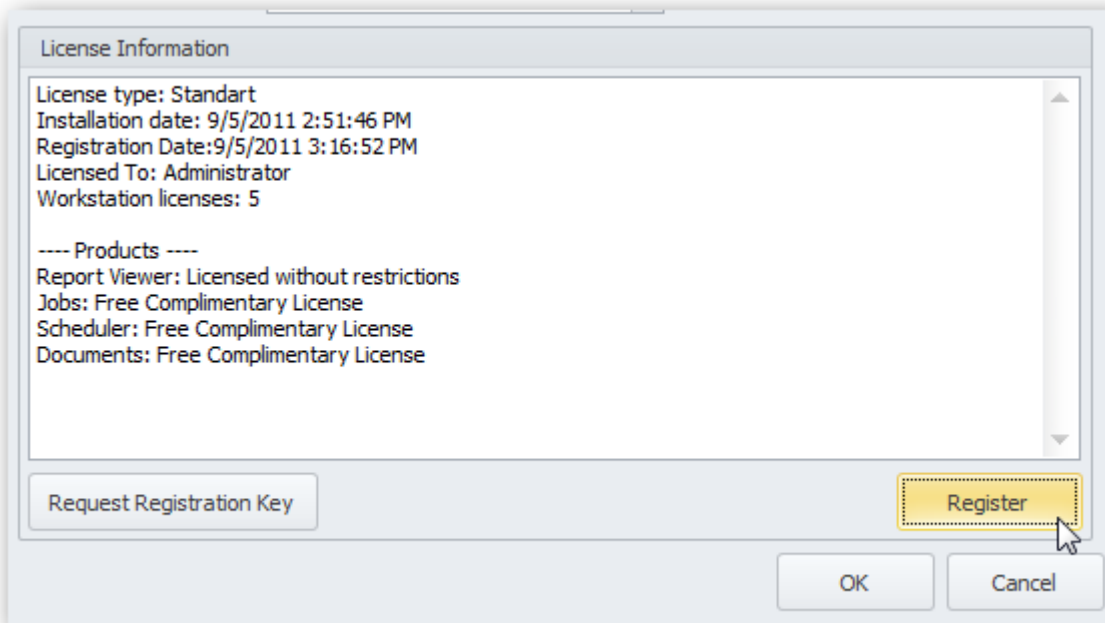 License Information
License type: Standart
Installation date: 9/5/2011 2:51:46 PM
Registration Date:9/5/2011 3:16:52 PM
Licensed To: Administrator
Workstation licenses: 5
---- Products ----
Report Viewer: Licensed without restrictions
Jobs: Free Complimentary License
Scheduler: Free Complimentary License
Documents: Free Complimentary License
Request Registration Key
Register
OK
Cancel